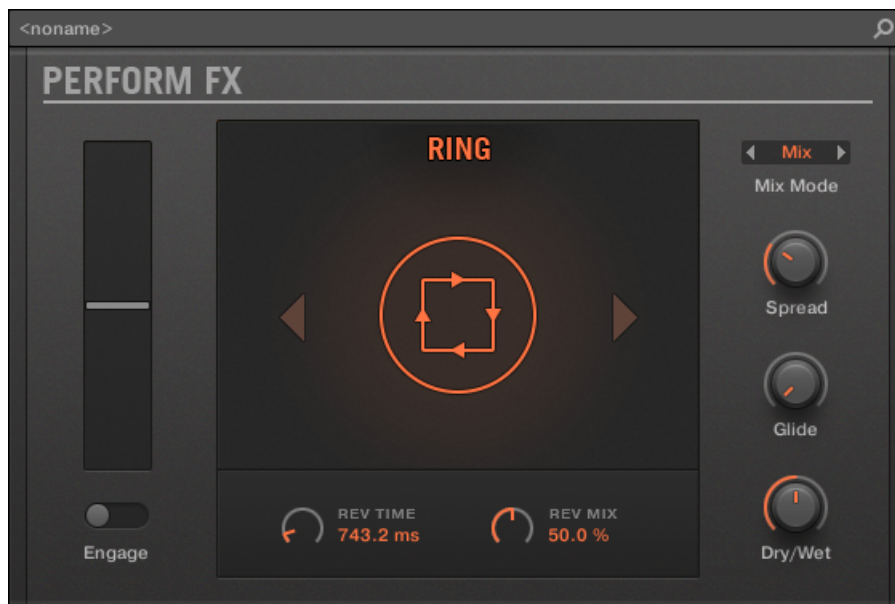 <noname>
PERFORM FX
RING
Mix
Mix Mode
Spread
Glide
Dry/Wet
Engage
REV TIME
743.2 ms
REV MIX
50.0 %